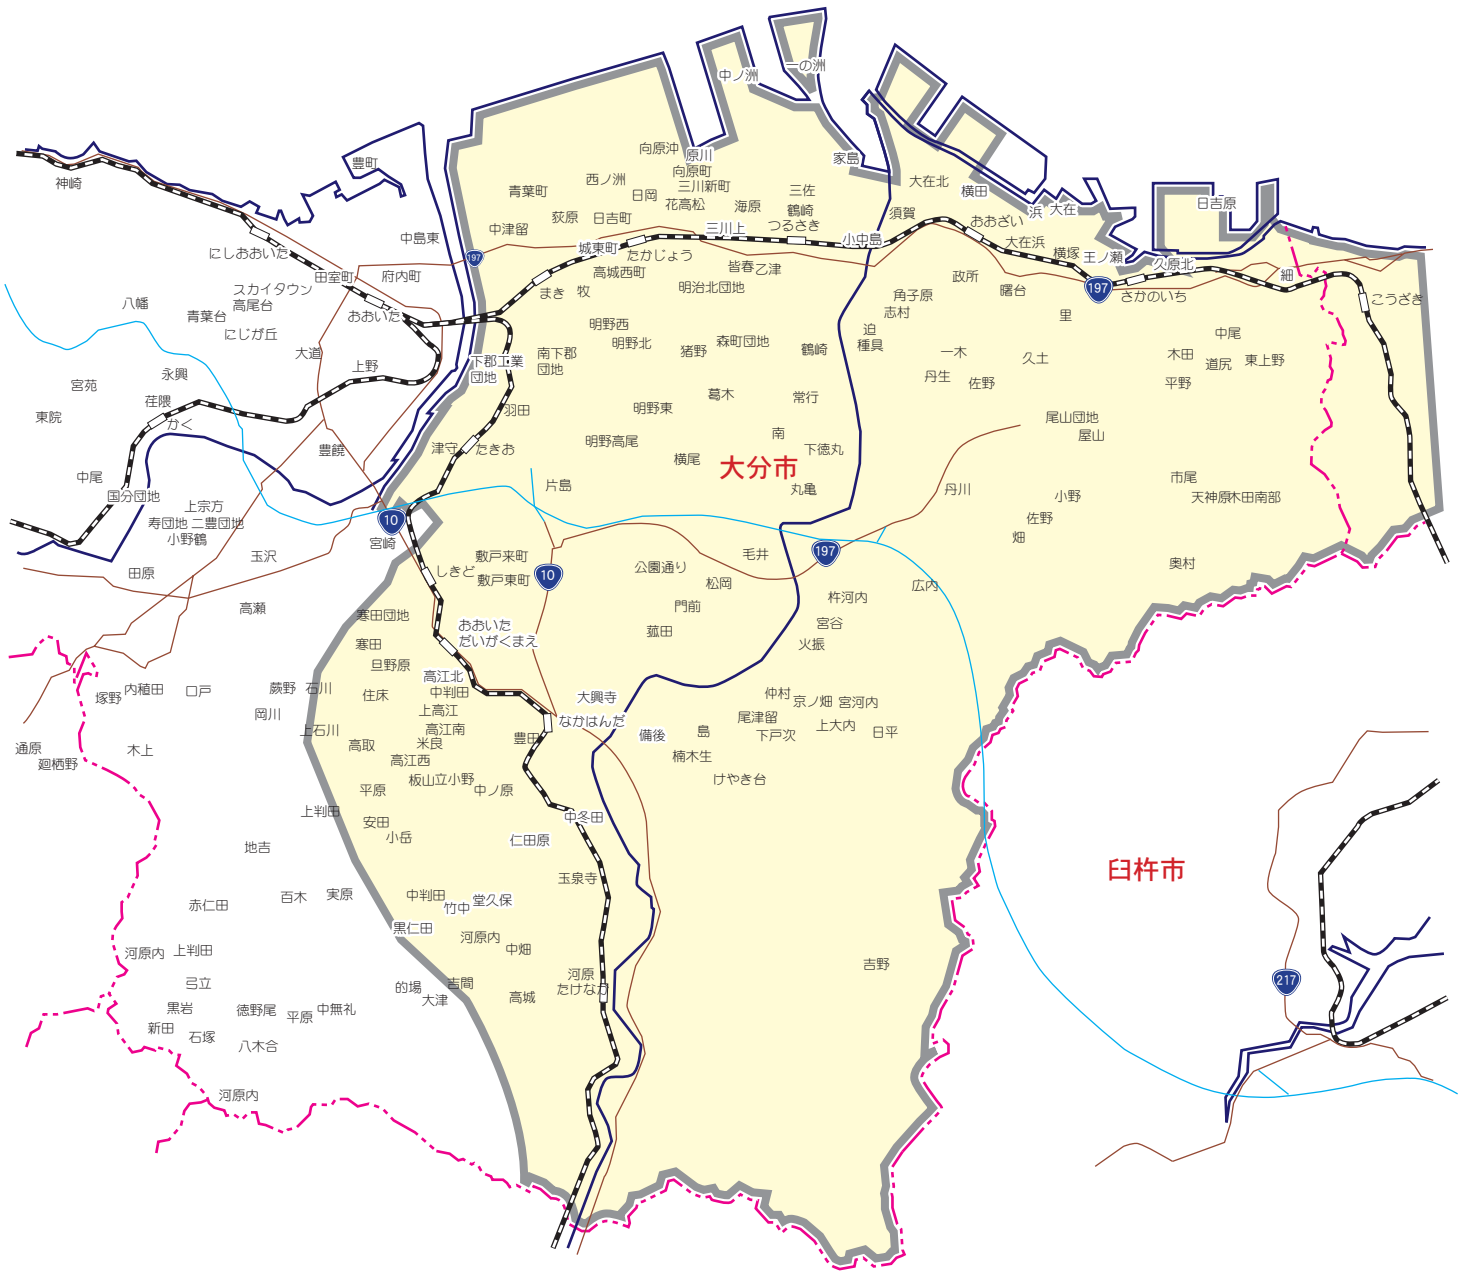 一の洲
中ノ洲
向原沖
原川
家島
豊町
神崎
向原町
西ノ洲
三川新町
青葉町
日岡
花高松
海原
三佐
鶴崎
大在北
横田
須賀
浜
大在
日吉原
荻原
日吉町
中津留
三川上
つるさき
おおざい
中島東
城東町
小中島
大在浜
にしおおいた
197
たかじょう
横塚
王ノ瀬
久原北
田室町
府内町
高城西町
皆春
乙津
政所
細
スカイタウン
高尾台
まき
牧
明治北団地
角子原
曙台
197
さかのいち
こうざき
八幡
青葉台
おおいた
志村
里
にじが丘
明野西
迫
種具
中尾
大道
明野北
猪野
森町団地
鶴崎
一木
久土
木田
道尻
東上野
上野
下郡工業
団地
南下郡
団地
丹生
佐野
平野
宮苑
永興
荏隈
葛木
常行
東院
かく
羽田
明野東
尾山団地
屋山
豊饒
津守
たきお
明野高尾
南
下徳丸
横尾
大分市
中尾
国分団地
片島
丸亀
丹川
小野
市尾
天神原
木田南部
上宗方
寿団地
二豊団地
小野鶴
10
宮崎
佐野
畑
玉沢
敷戸来町
毛井
197
田原
しきど
敷戸東町
10
公園通り
松岡
奥村
広内
高瀬
寒田団地
門前
杵河内
おおいた
だいがくまえ
菰田
宮谷
寒田
火振
旦野原
高江北
塚野
内稙田
口戸
蕨野
石川
住床
中判田
大興寺
仲村
京ノ畑
宮河内
岡川
上高江
なかはんだ
尾津留
上石川
高江南
豊田
備後
島
下戸次
上大内
日平
通原
木上
高取
米良
廻栖野
高江西
楠木生
板山
立小野
けやき台
平原
中ノ原
上判田
安田
中冬田
小岳
仁田原
地吉
臼杵市
玉泉寺
百木
実原
中判田
堂久保
赤仁田
竹中
黒仁田
河原内
河原内
上判田
中畑
吉野
弓立
的場
吉間
河原
たけなか
217
大津
高城
黒岩
徳野尾
平原
中無礼
新田
石塚
八木合
河原内